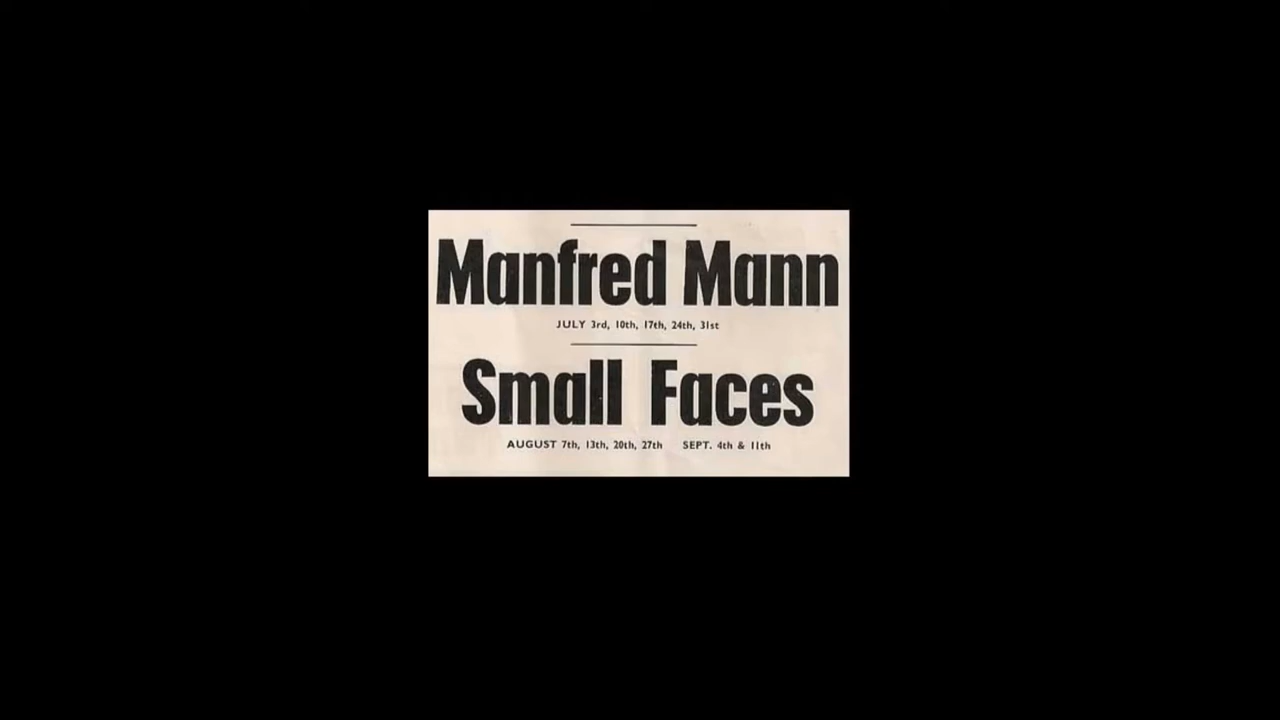 Manfred Mann
JULY 3rd, 10th, 17th, 24th, 31st
Small Faces
AUGUST 7th, 13th, 20th, 27th SEPT. 4th & 11th